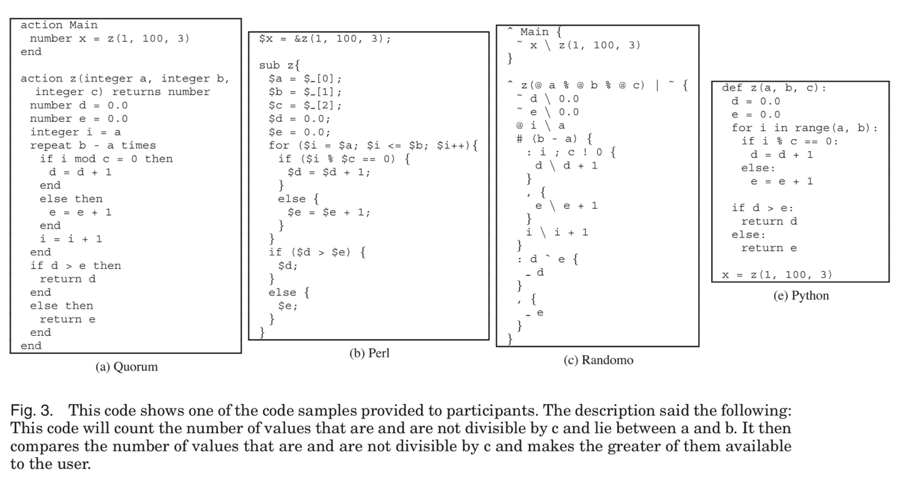 action Main
number x = z(1, 100, 3)
end
action z(integer a, integer b,
integer c) returns number
number d = 0.0
number e = 0.0
integer i = a
repeat b - a times
if i mod c = 0 then
d = d + 1
end
else then
e = e + 1
end
i = i + 1
end
if d > e then
return d
end
else then
return e
end
end
(a) Quorum
$x = &z(1, 100, 3);
sub z{
$a = $_[0];
$b = $_[1];
$c = $_[2];
$d = 0.0;
$e = 0.0;
for ($i = $a; $i <= $b; $i++){
if ($i % $c == 0) {
$d = $d + 1;
}
else {
$e = $e + 1;
}
}
if ($d > $e) {
$d;
}
else {
$e;
}
}
(b) Perl
^ Main {
~ x \ z(1, 100, 3)
}
^ z(@ a % @ b % @ c) | ~ {
~ d \ 0.0
~ e \ 0.0
@ i \ a
# (b - a) {
: i ; c ! 0 {
d \ d + 1
}
, {
e \ e + 1
}
i \ i + 1
}
: d ` e {
_ d
}
, {
_ e
}
}
(c) Randomo
def z(a, b, c):
d = 0.0
e = 0.0
for i in range(a, b):
if i % c == 0:
d = d + 1
else:
e = e + 1
if d > e:
return d
else:
return e
x = z(1, 100, 3)
(e) Python
Fig. 3. This code shows one of the code samples provided to participants. The description said the following:
This code will count the number of values that are and are not divisible by c and lie between a and b. It then
compares the number of values that are and are not divisible by c and makes the greater of them available
to the user.